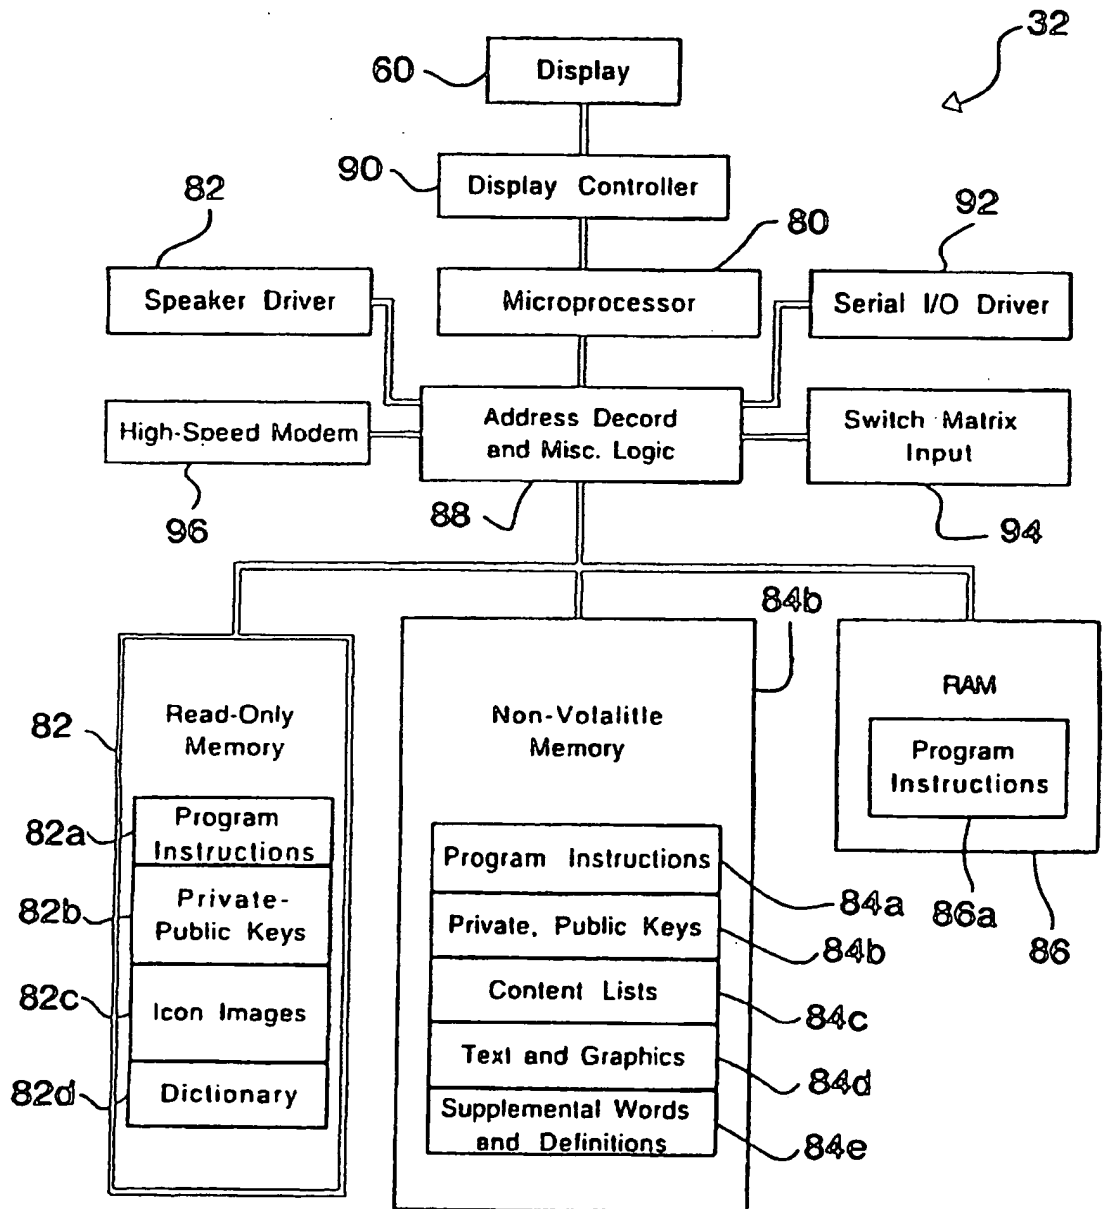 32
60
Display
90
Display Controller
82
80
92
Speaker Driver
Microprocessor
Serial I/O Driver
High-Speed Modem
Address Decord
and Misc. Logic
Switch Matrix
Input
96
88
94
84b
82
Read-Only
Memory
Non-Volalitle
Memory
RAM
Program
Instructions
82a
Program
Instructions
82b
Private-
Public Keys
82c
Icon Images
82d
Dictionary
Program Instructions
84a
Private, Public Keys
84b
Content Lists
84c
Text and Graphics
84d
Supplemental Words
and Definitions
84e
86a
86